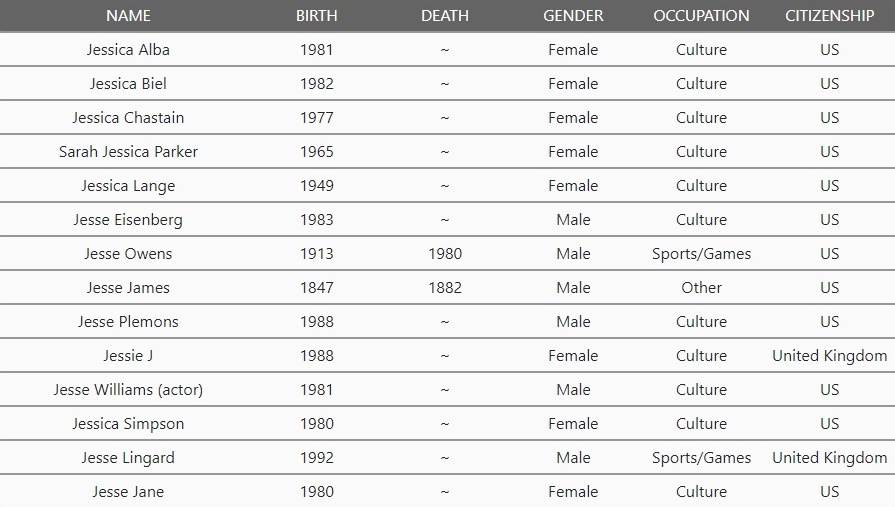 NAME BIRTH DEATH GENDER OCCUPATION CITIZENSHIP
Jessica Alba 1981 ~ Female Culture US
Jessica Biel 1982 ~ Female Culture US
Jessica Chastain 1977 ~ Female Culture US
Sarah Jessica Parker 1965 ~ Female Culture US
Jessica Lange 1949 ~ Female Culture US
Jesse Eisenberg 1983 ~ Male Culture US
Jesse Owens 1913 1980 Male Sports/Games US
Jesse James 1847 1882 Male Other US
Jesse Plemons 1988 ~ Male Culture US
Jessie J 1988 ~ Female Culture United Kingdom
Jesse Williams (actor) 1981 ~ Male Culture US
Jessica Simpson 1980 ~ Female Culture US
Jesse Lingard 1992 ~ Male Sports/Games United Kingdom
Jesse Jane 1980 ~ Female Culture US